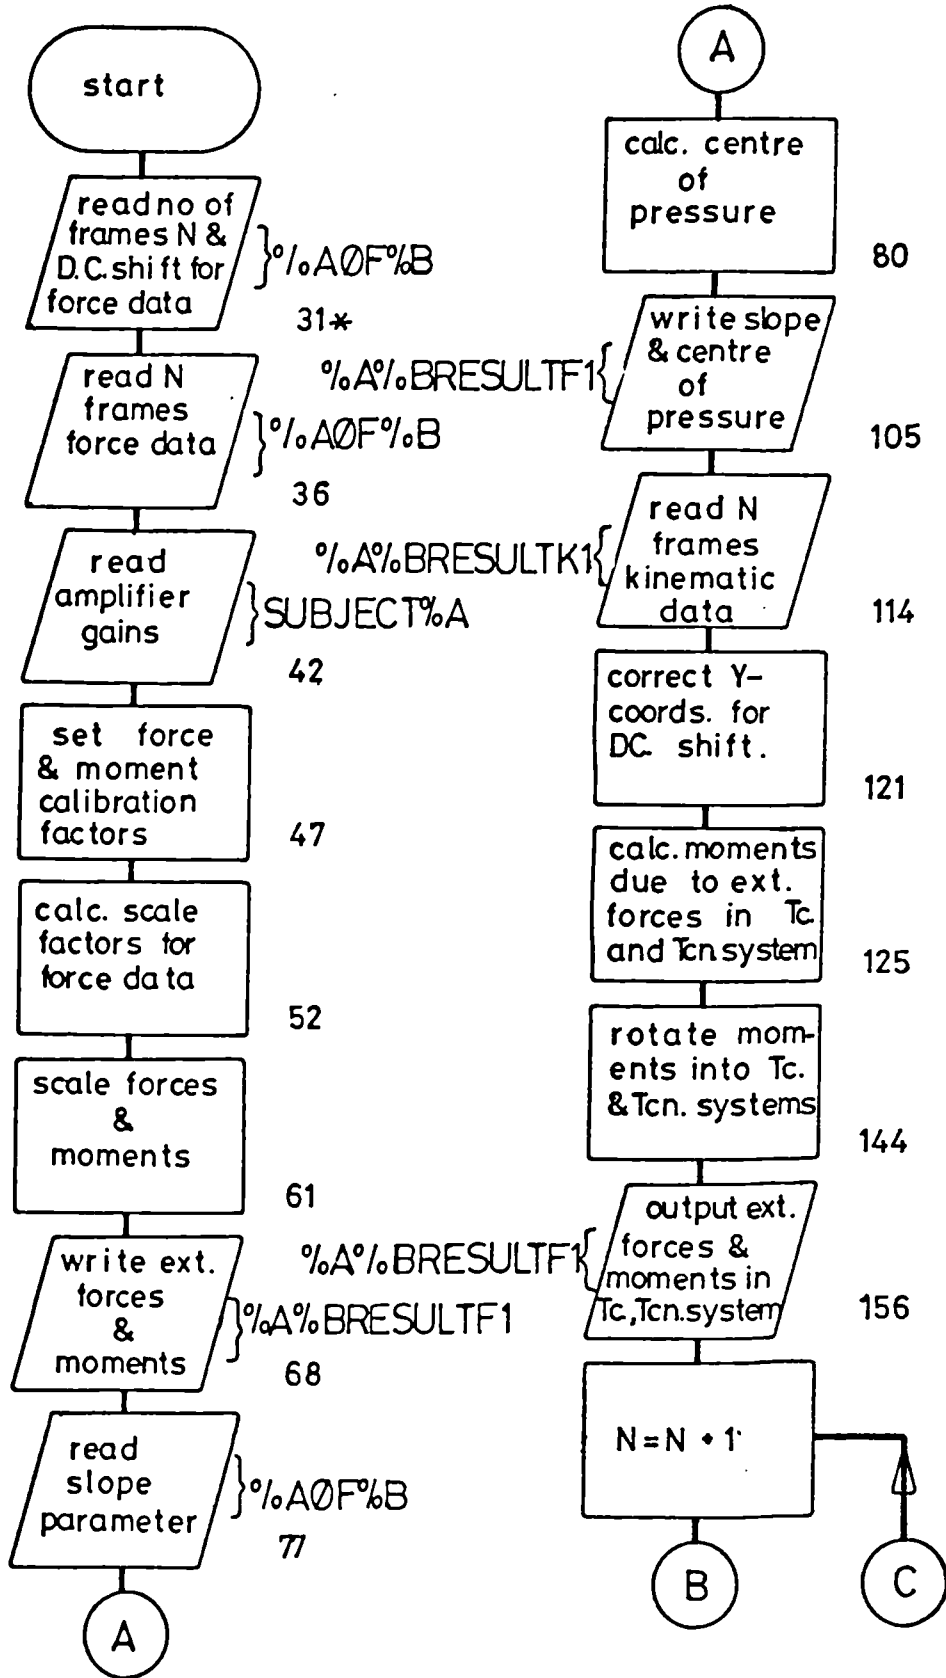 start
read no of
frames N &
D.C. shift for
force data
}%AØF%B
31*
read N
frames
force data
}%AØF%B
36
read
amplifier
gains
}SUBJECT%A
42
set force
& moment
calibration
factors
47
calc. scale
factors for
force data
52
scale forces
&
moments
61
write ext.
forces
&
moments
}%A%BRESULTF1
68
read
slope
parameter
}%AØF%B
77
A
A
calc. centre
of
pressure
80
write slope
& centre
of
pressure
%A%BRESULTF1{
105
read N
frames
kinematic
data
%A%BRESULTK1{
114
correct Y-
coords. for
DC. shift.
121
calc. moments
due to ext.
forces in Tc.
and Tcn system
125
rotate mom-
ents into Tc.
& Tcn. systems
144
output ext.
forces &
moments in
Tc., Tcn. system
%A%BRESULTF1{
156
N = N + 1
B
C